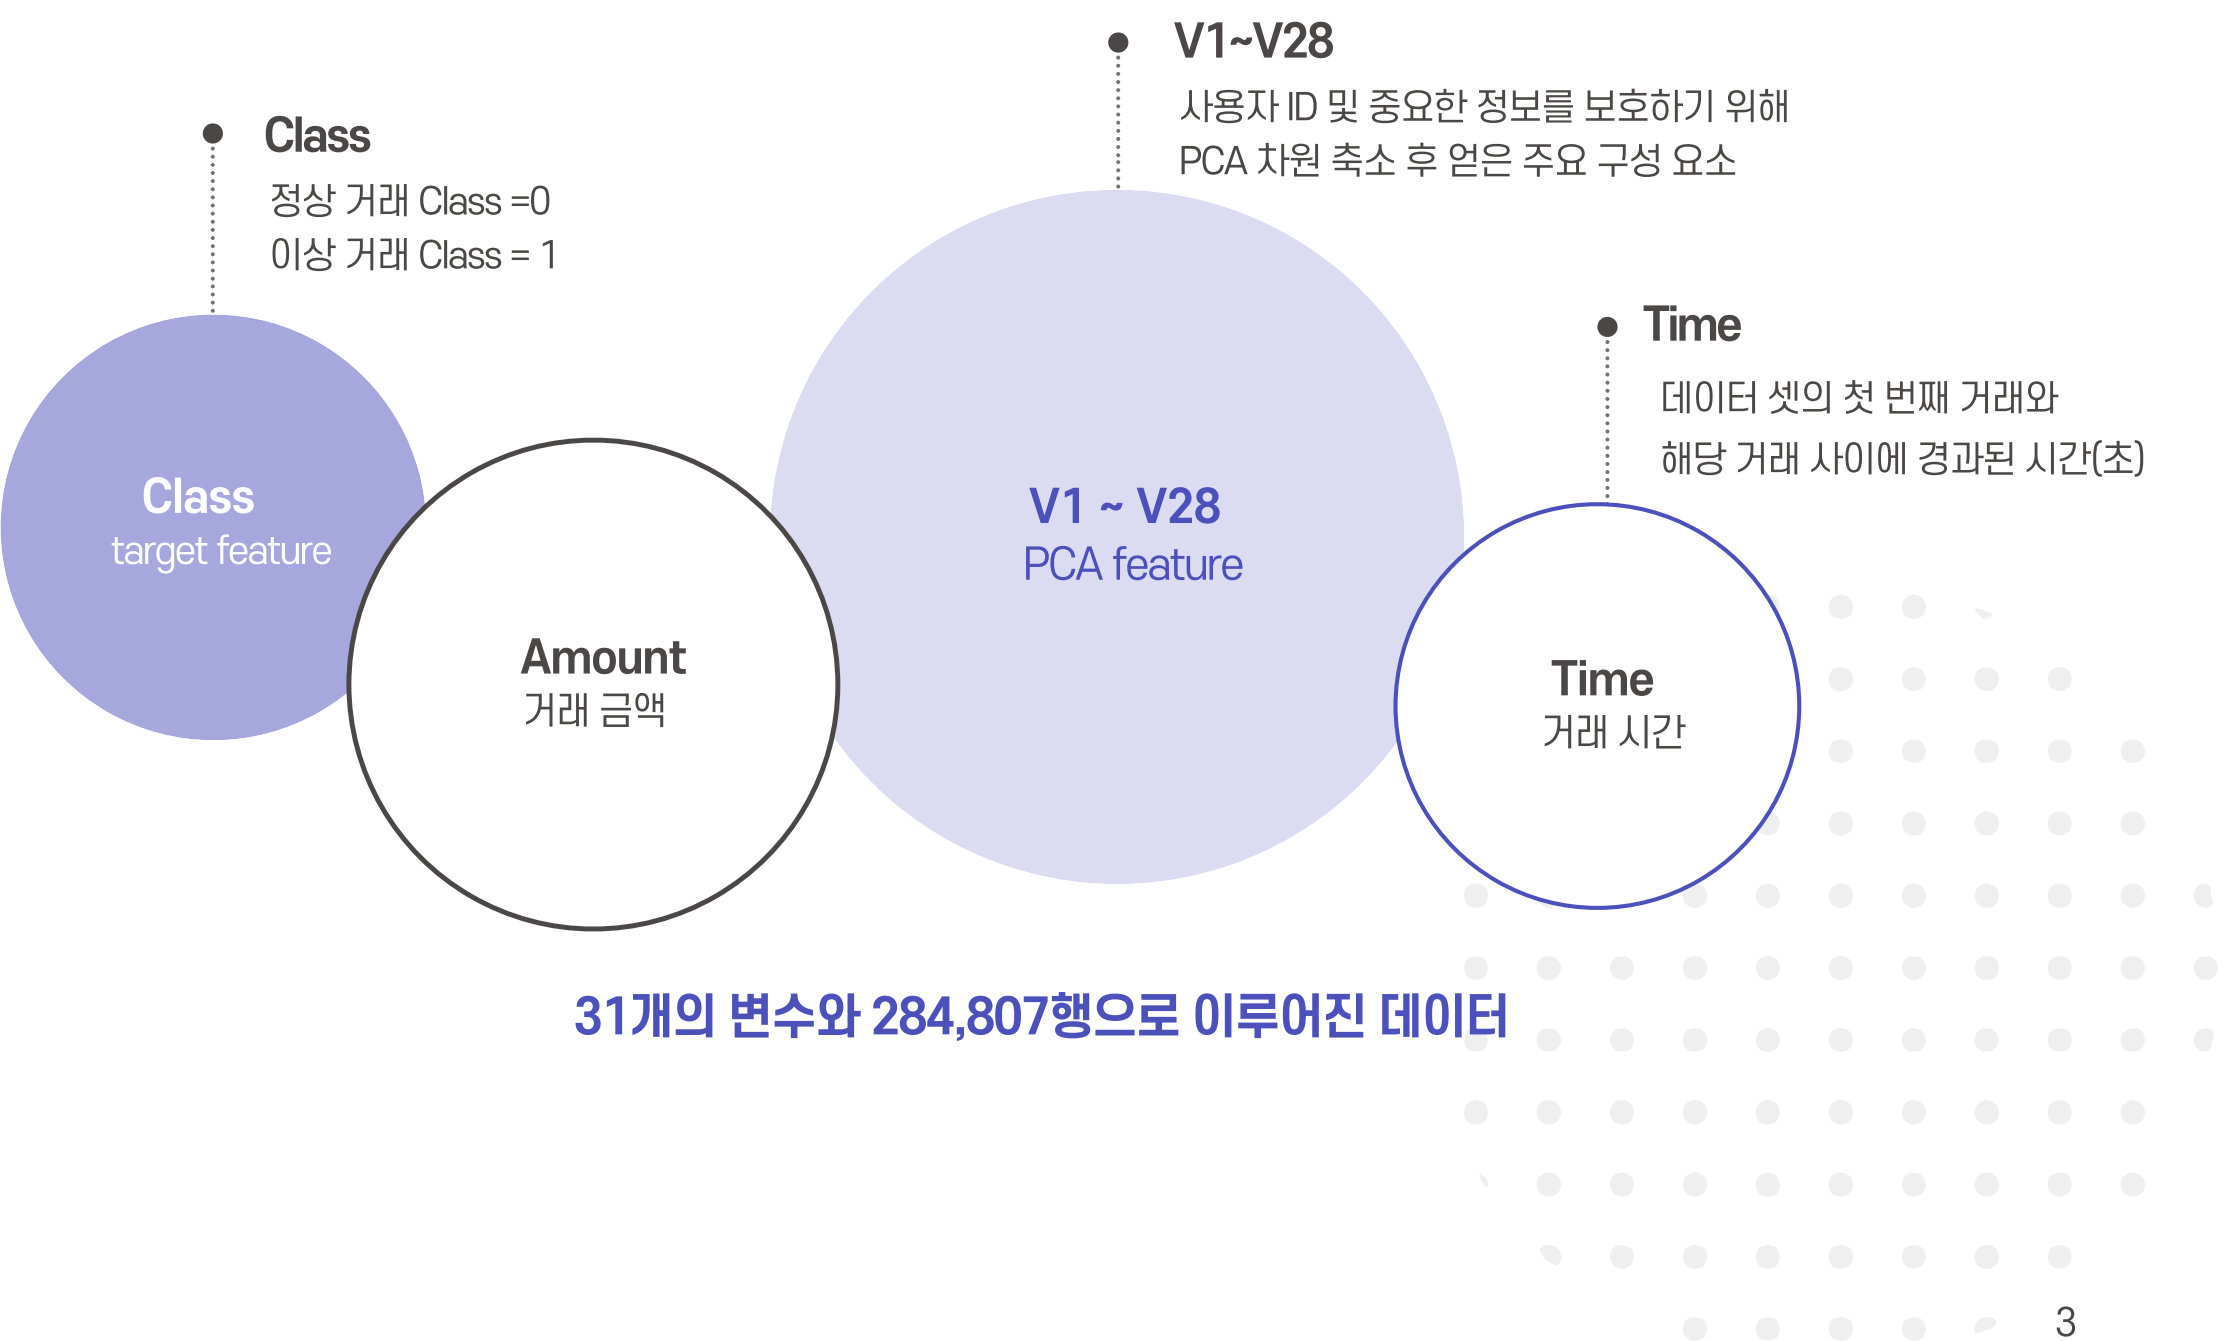 V1~V28
사용자 ID 및 중요한 정보를 보호하기 위해
PCA 차원 축소 후 얻은 주요 구성 요소
Class
정상 거래 Class =0
이상 거래 Class = 1
Time
데이터 셋의 첫 번째 거래와
해당 거래 사이에 경과된 시간(초)
Class
target feature
Amount
거래 금액
V1 ~ V28
PCA feature
Time
거래 시간
31개의 변수와 284,807행으로 이루어진 데이터
3